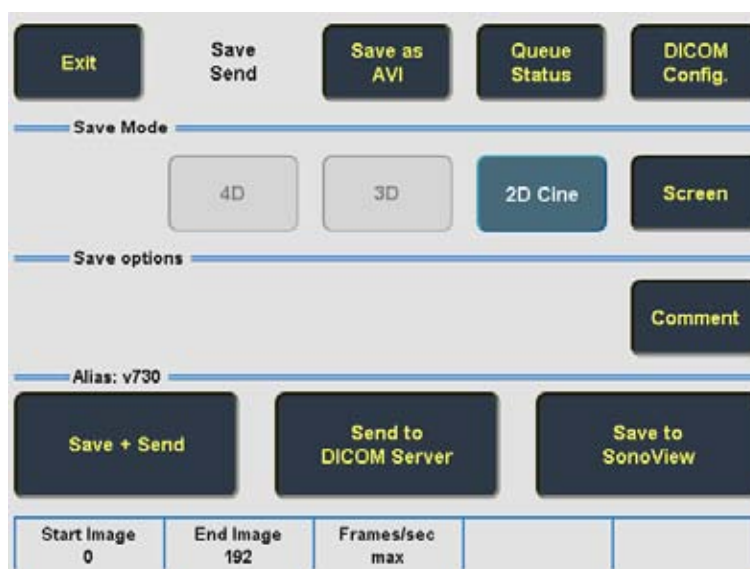 Exit
Save
Send
Save as
AVI
Queue
Status
DICOM
Config.
Save Mode
4D
3D
2D Cine
Screen
Save options
Comment
Alias: v730
Save + Send
Send to
DICOM Server
Save to
SonoView
Start Image
0
End Image
192
Frames/sec
max